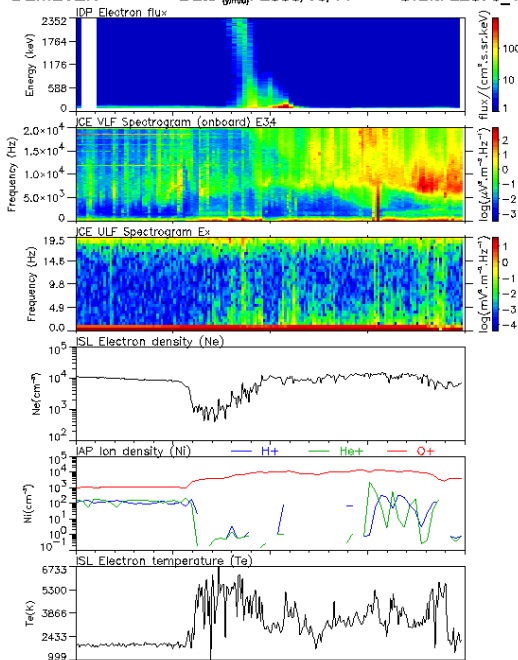 IDP Electron flux
2352
1764
1176
588
0
Energy (keV)
100
10
1
flux/(cm².s.sr.keV)
ICE VLF Spectrogram (onboard) E34
2.0×10⁴
1.5×10⁴
1.0×10⁴
5.0×10³
0
Frequency (Hz)
2
1
0
-1
-2
-3
log(μV².m⁻².Hz⁻¹)
ICE ULF Spectrogram Ex
19.5
14.6
9.8
4.9
0.0
Frequency (Hz)
1
0
-1
-2
-3
-4
log(mV².m⁻².Hz⁻¹)
ISL Electron density (Ne)
10⁵
10⁴
10³
10²
Ne(cm⁻³)
IAP Ion density (Ni)
H+
He+
O+
10⁵
10⁴
10³
10²
10¹
10⁰
10⁻¹
Ni(cm⁻³)
ISL Electron temperature (Te)
6733
5300
3866
2433
999
Te(K)